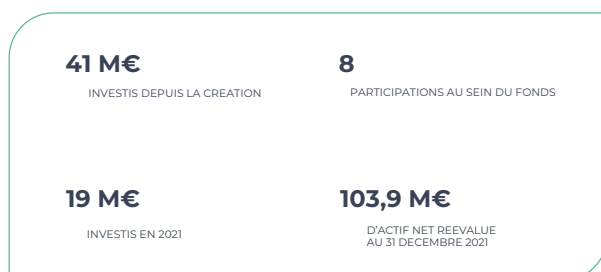 41 M€
INVESTIS DEPUIS LA CREATION
8
PARTICIPATIONS AU SEIN DU FONDS
19 M€
INVESTIS EN 2021
103,9 M€
D'ACTIF NET REEVALUE
AU 31 DECEMBRE 2021